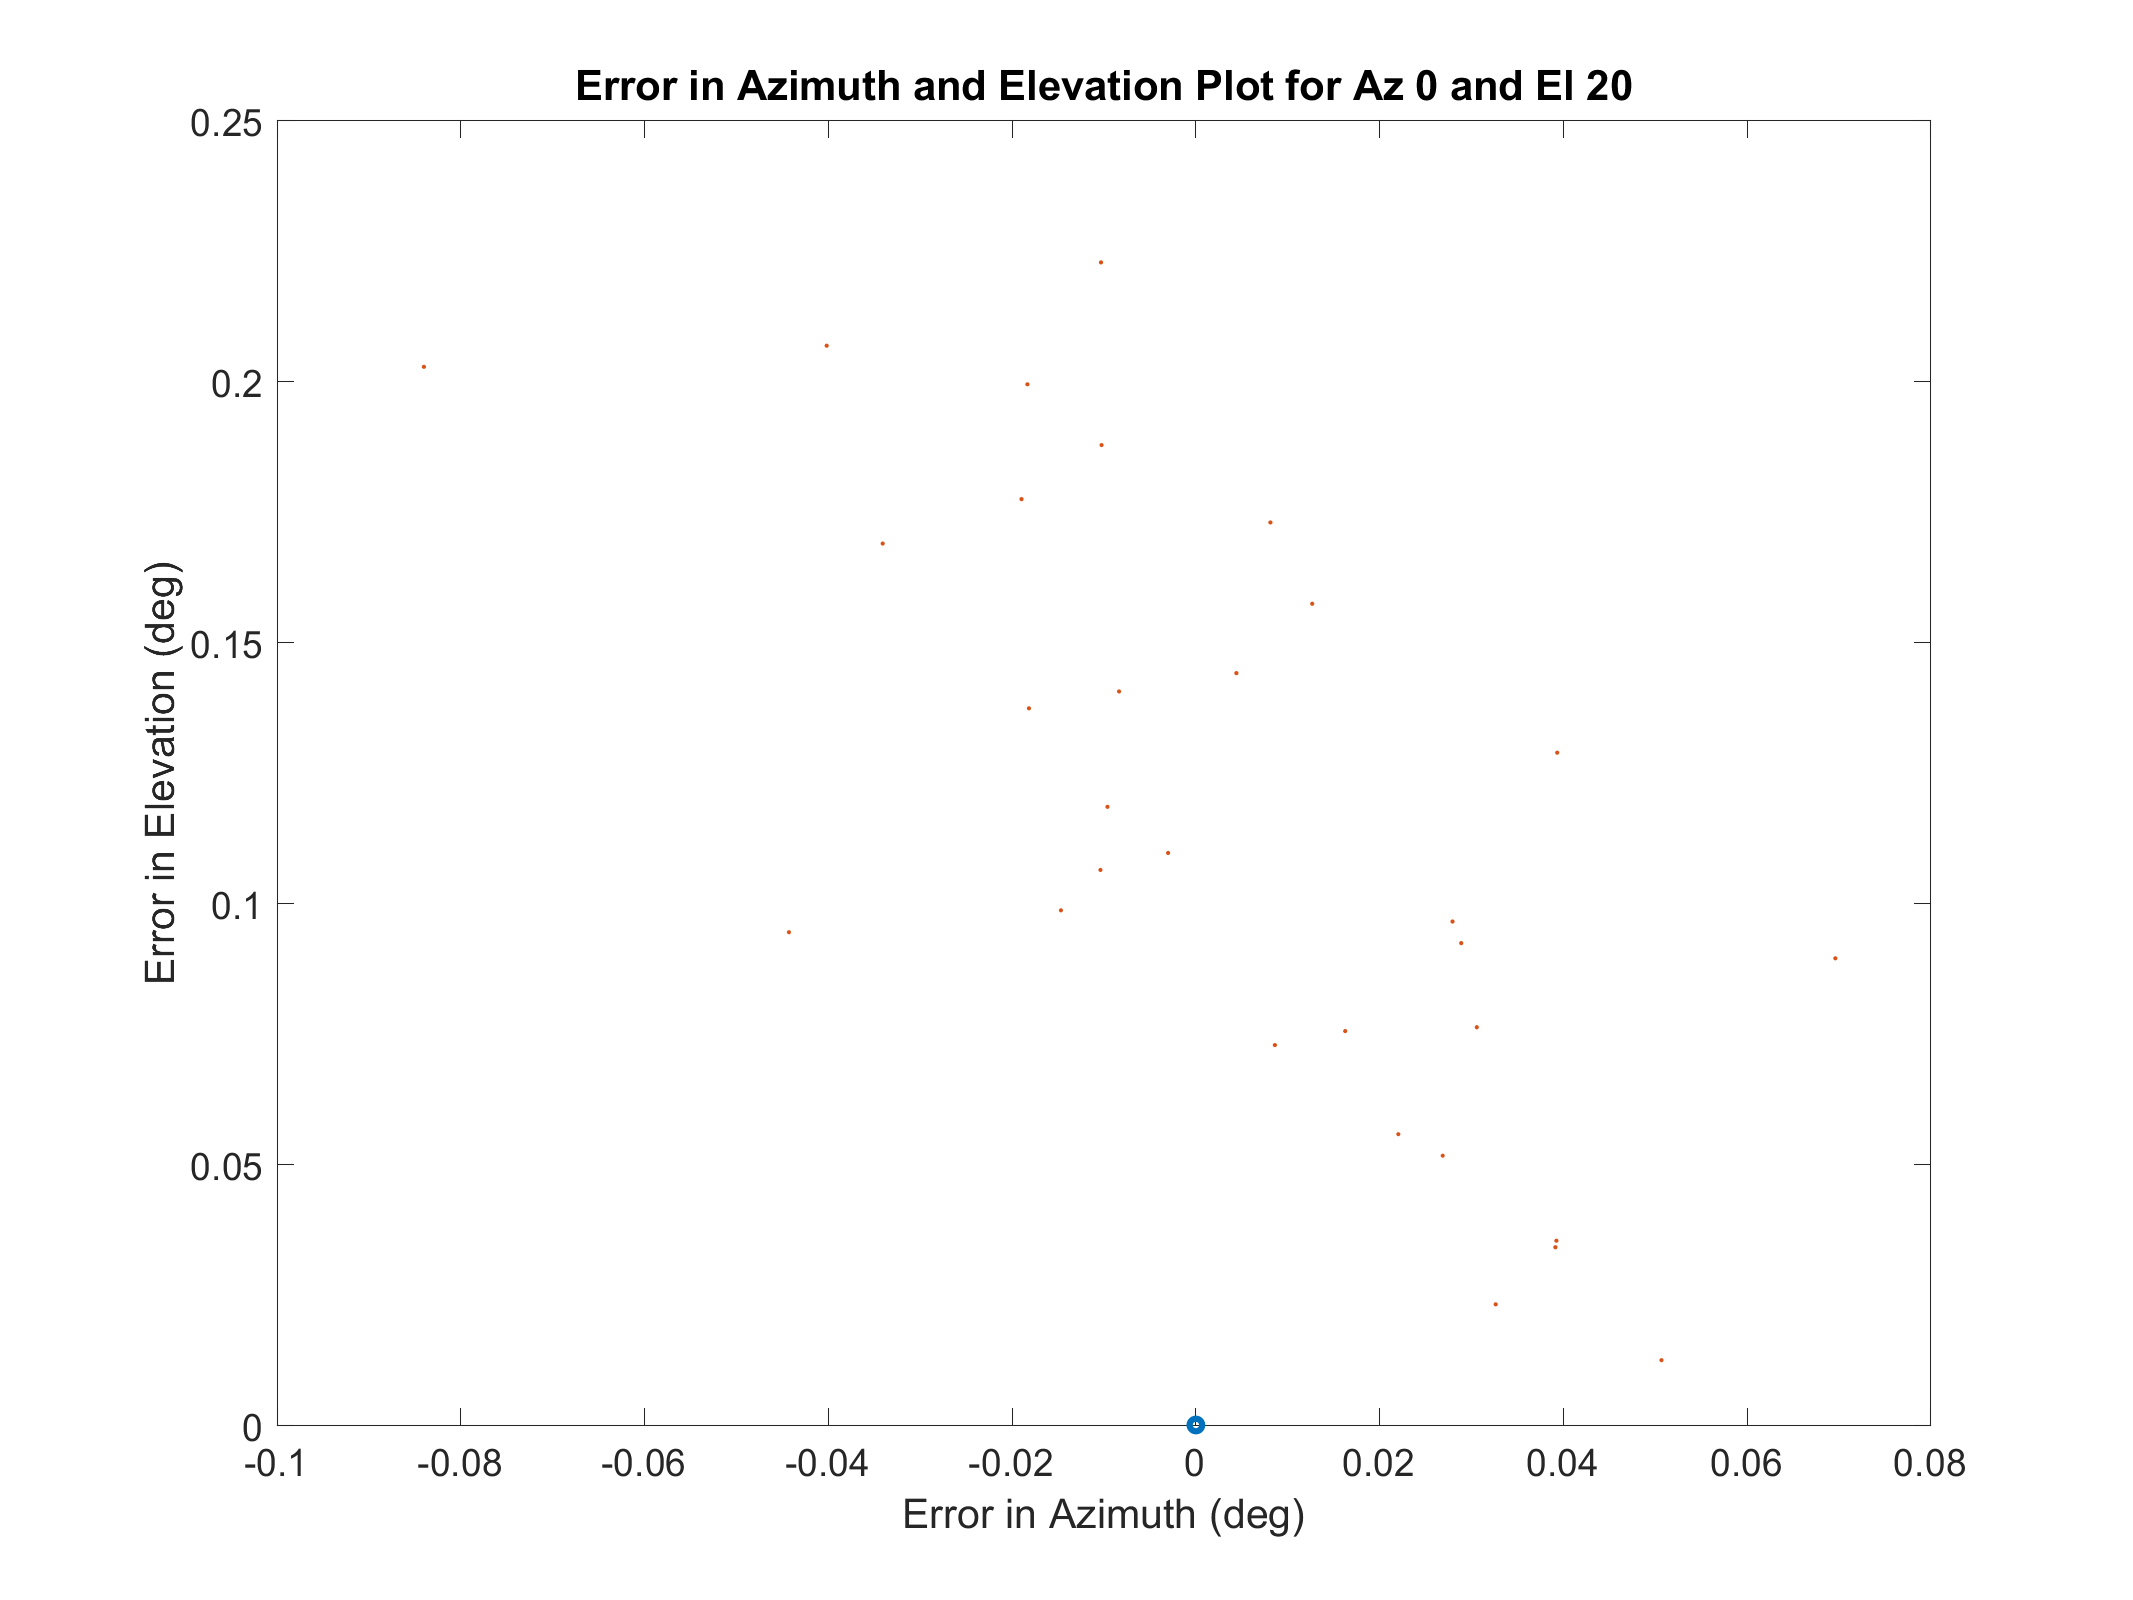 Error in Azimuth and Elevation Plot for Az 0 and El 20
0.25
0.2
0.15
0.1
0.05
0
Error in Elevation (deg)
-0.1 -0.08 -0.06 -0.04 -0.02 0 0.02 0.04 0.06 0.08
Error in Azimuth (deg)